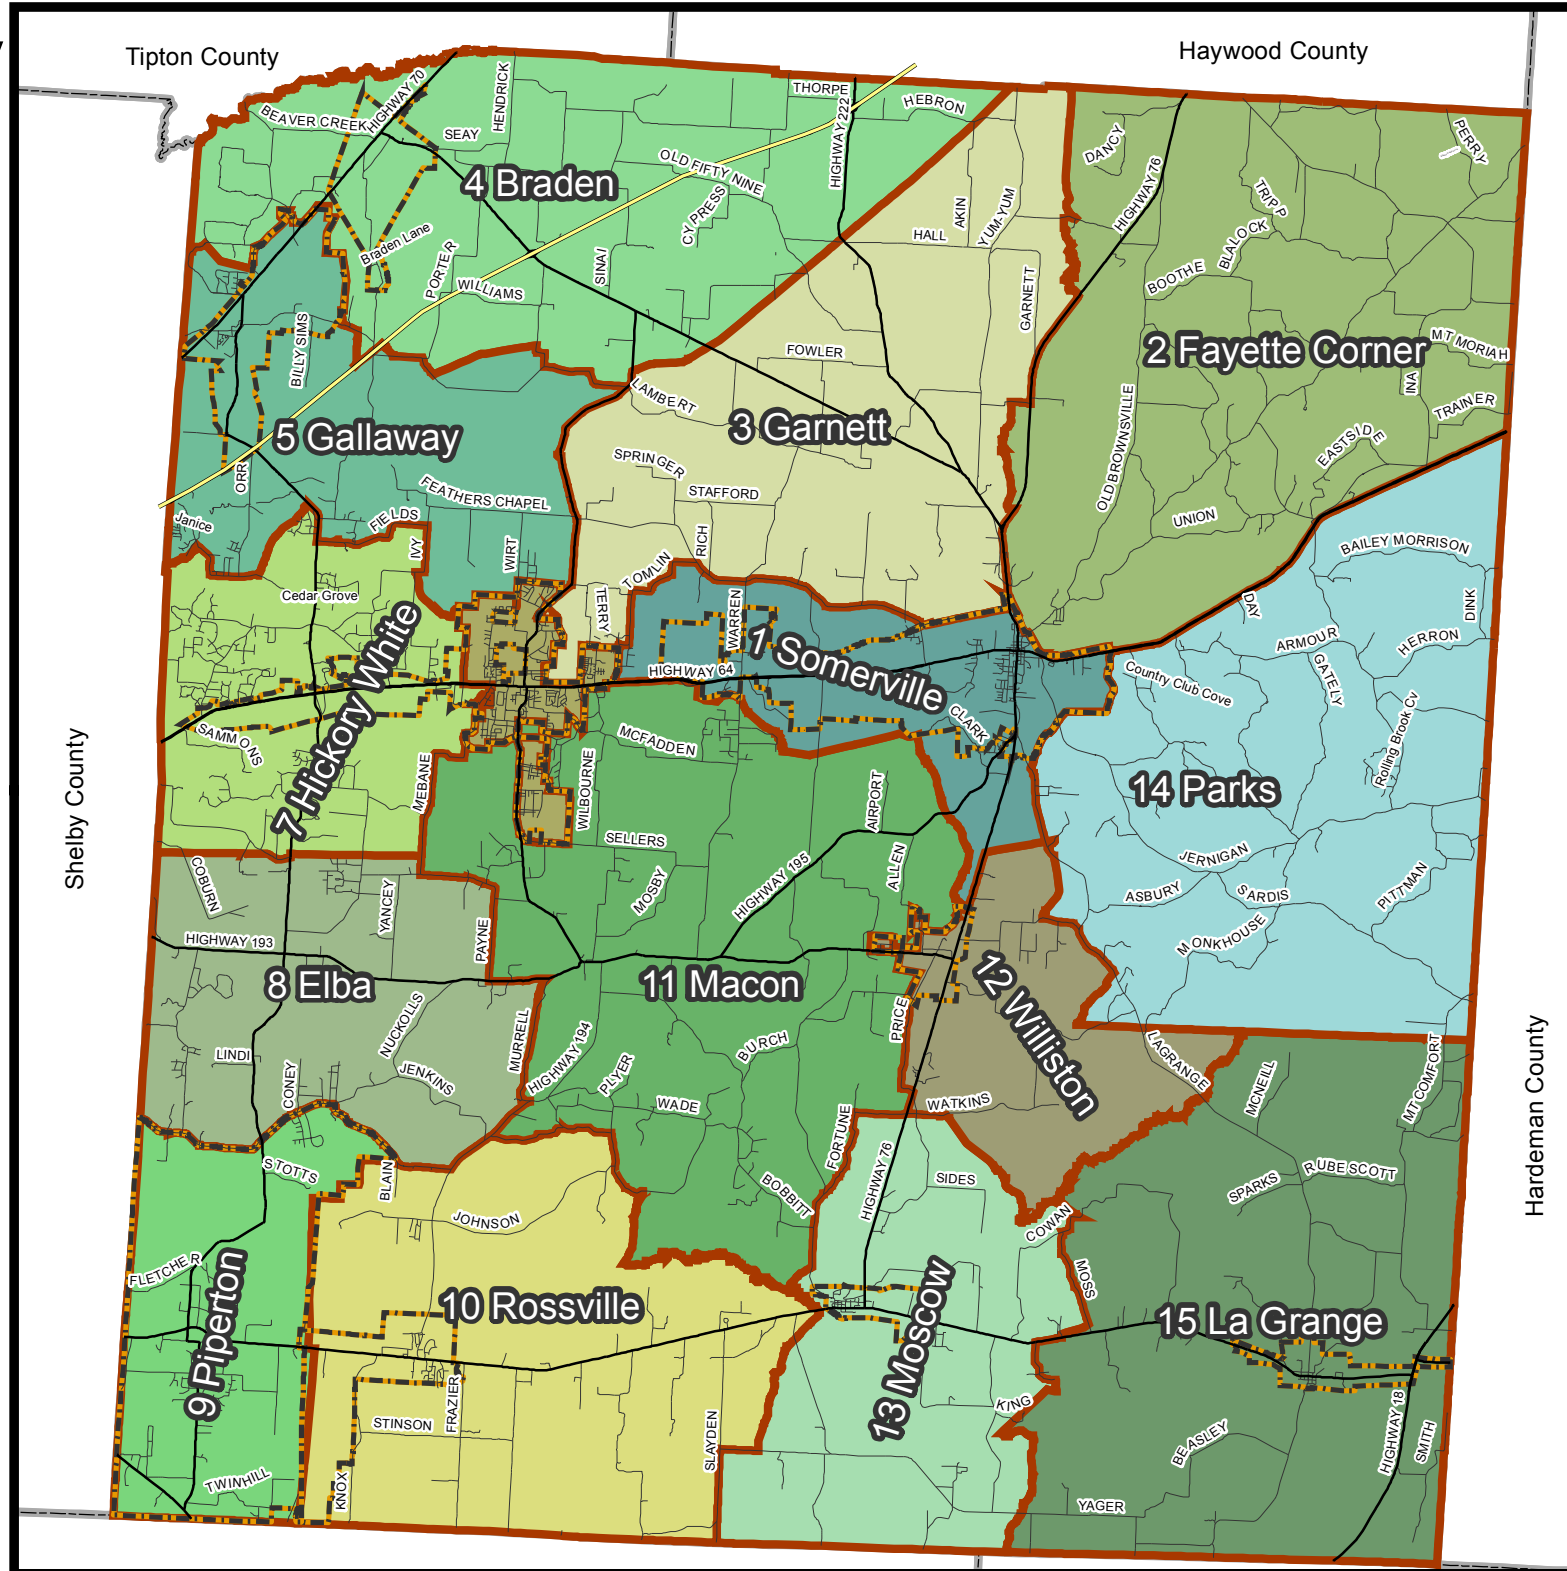 Tipton County
Haywood County
HIGHWAY 70
HENDRICK
THORPE
HEBRON
BEAVER CREEK
SEAY
HIGHWAY 222
DANCY
PERRY
4 Braden
OLD FIFTY NINE
CYPRESS
HIGHWAY 76
TRIPP
AKIN
YUM-YUM
HALL
BLALOCK
Braden Lane
PORTER
SINAI
WILLIAMS
GARNETT
BOOTHE
BILLY SIMS
FOWLER
2 Fayette Corner
MT MORIAH
INA
LAMBERT
TRAINER
3 Garnett
5 Gallaway
OLD BROWNSVILLE
EASTSIDE
SPRINGER
STAFFORD
ORR
FEATHERS CHAPEL
Janice
FIELDS
UNION
IVY
WIRT
RICH
TOMLIN
BAILEY MORRISON
Cedar Grove
TERRY
WARREN
DAY
DINK
ARMOUR
HERRON
7 Hickory White
1 Somerville
HIGHWAY 64
Country Club Cove
GATELY
SAMMONS
CLARK
Rolling Brook Cv
MCFADDEN
MEBANE
WILBOURNE
AIRPORT
14 Parks
Shelby County
SELLERS
JERNIGAN
COBURN
YANCEY
MOSBY
HIGHWAY 195
ALLEN
ASBURY
SARDIS
PITTMAN
HIGHWAY 193
PAYNE
MONKHOUSE
8 Elba
11 Macon
12 Williston
NUCKOLLS
MURRELL
HIGHWAY 194
BURCH
PRICE
LINDI
CONEY
JENKINS
PLYER
LAGRANGE
MCNEILL
MT COMFORT
Hardeman County
WADE
WATKINS
FORTUNE
STOTTS
BLAIN
BOBBITT
HIGHWAY 76
SIDES
SPARKS
RUBE SCOTT
JOHNSON
COWAN
FLETCHER
MOSS
9 Piperton
10 Rossville
13 Moscow
15 La Grange
FRAZIER
KING
STINSON
SLAYDEN
BEASLEY
HIGHWAY 18
SMITH
TWINHILL
KNOX
YAGER